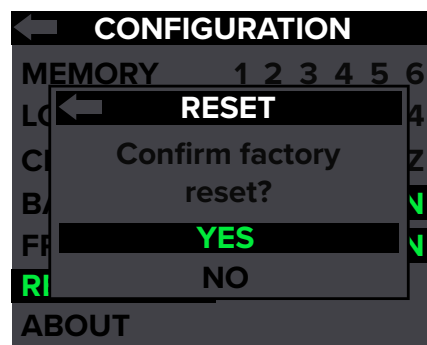 CONFIGURATION
MEMORY 1 2 3 4 5 6
RESET
Confirm factory
reset?
YES
NO
ABOUT